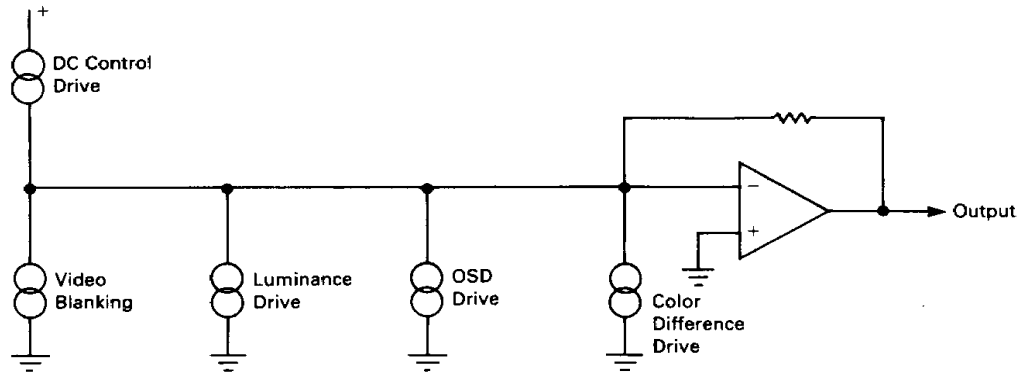 +
DC Control
Drive
Video
Blanking
Luminance
Drive
OSD
Drive
Color
Difference
Drive
−
+
Output